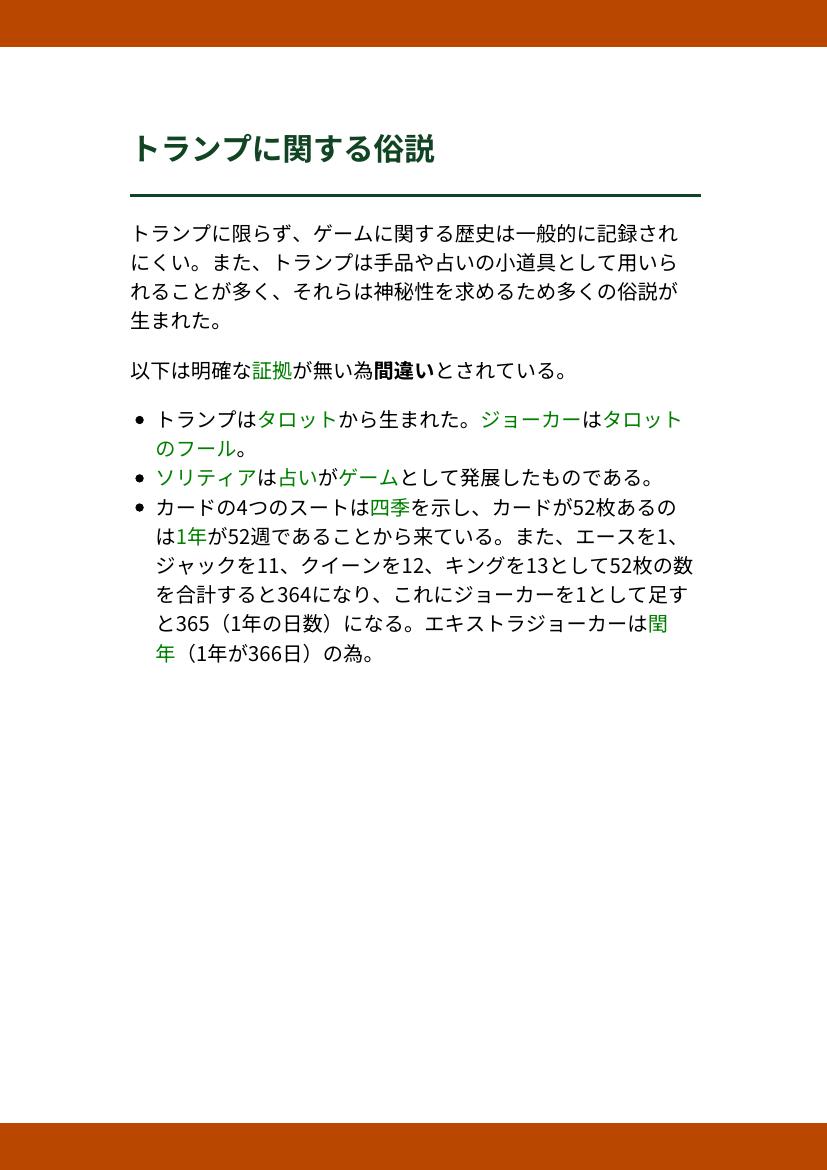 トランプに関する俗説
トランプに限らず、ゲームに関する歴史は一般的に記録され
にくい。また、トランプは手品や占いの小道具として用いら
れることが多く、それらは神秘性を求めるため多くの俗説が
生まれた。
以下は明確な証拠が無い為間違いとされている。
• トランプはタロットから生まれた。ジョーカーはタロット
のフール。
• ソリティアは占いがゲームとして発展したものである。
• カードの4つのスートは四季を示し、カードが52枚あるの
は1年が52週であることから来ている。また、エースを1、
ジャックを11、クイーンを12、キングを13として52枚の数
を合計すると364になり、これにジョーカーを1として足す
と365（1年の日数）になる。エキストラジョーカーは閏
年（1年が366日）の為。